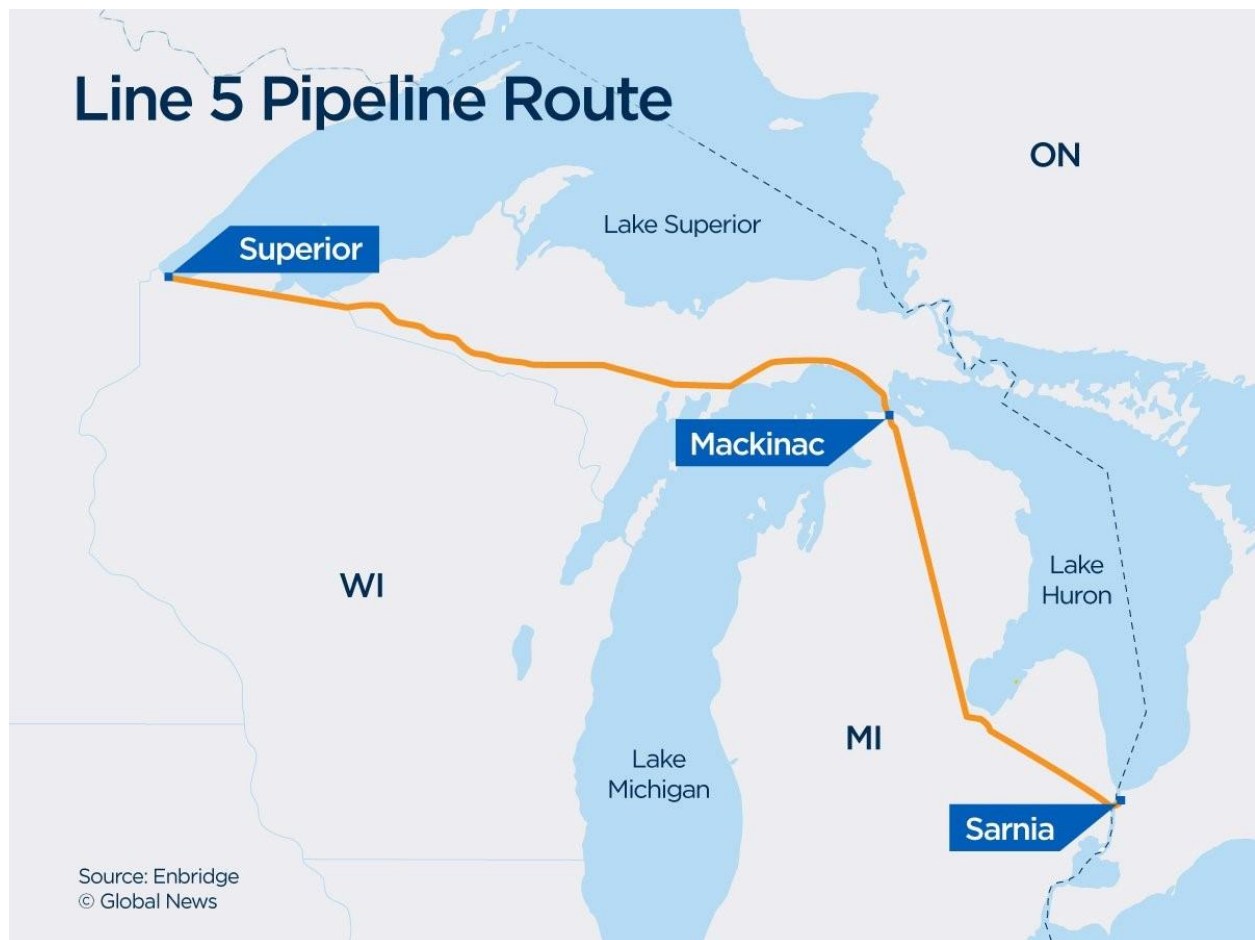 Line 5 Pipeline Route
ON
Lake Superior
Superior
Mackinac
Lake
Huron
WI
MI
Lake
Michigan
Sarnia
Source: Enbridge
© Global News